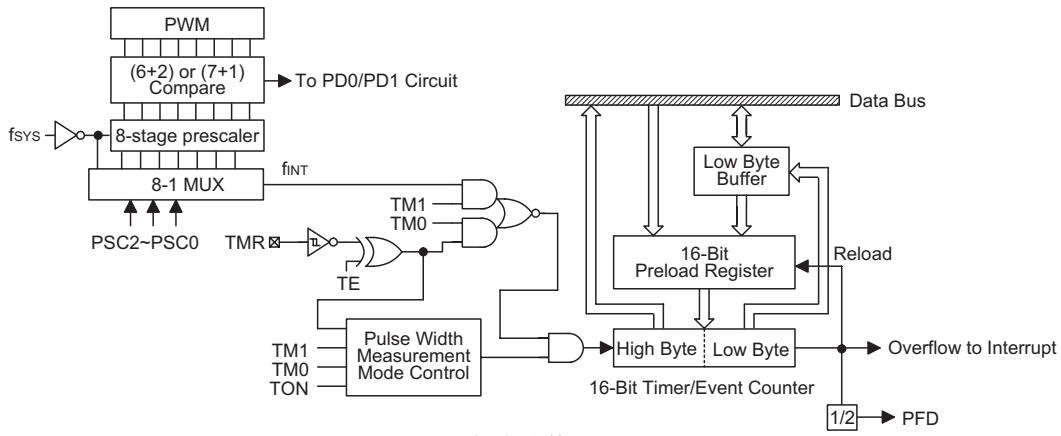 PWM
(6+2) or (7+1)
Compare
To PD0/PD1 Circuit
fSYS
8-stage prescaler
8-1 MUX
fINT
PSC2~PSC0
TM1
TM0
TMR
TE
TM1
TM0
TON
Pulse Width
Measurement
Mode Control
Data Bus
Low Byte
Buffer
16-Bit
Preload Register
Reload
High Byte
Low Byte
Overflow to Interrupt
16-Bit Timer/Event Counter
1/2
PFD